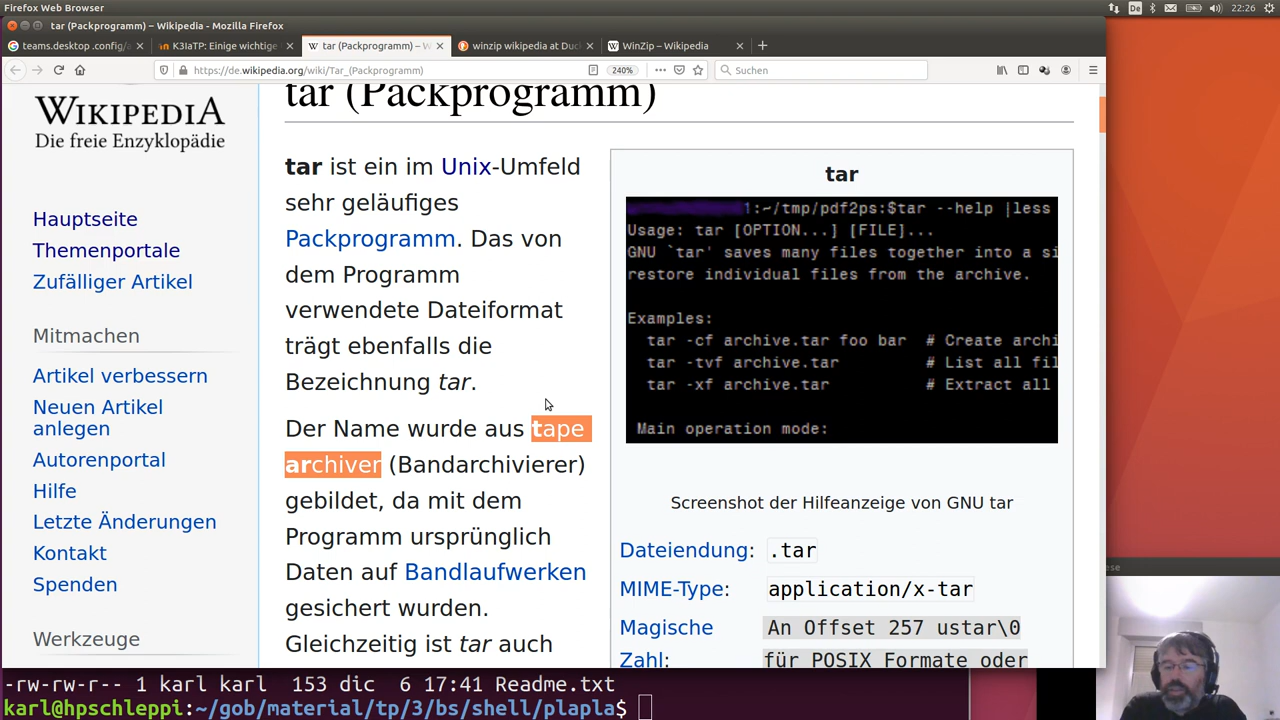 Firefox Web Browser
De
22:26
tar (Packprogramm) – Wikipedia - Mozilla Firefox
teams.desktop .config/a
K3IaTP: Einige wichtige
tar (Packprogramm) – W
winzip wikipedia at Duc
WinZip – Wikipedia
https://de.wikipedia.org/wiki/Tar_(Packprogramm)
240%
Suchen
WIKIPEDIA
Die freie Enzyklopädie
Hauptseite
Themenportale
Zufälliger Artikel
Mitmachen
Artikel verbessern
Neuen Artikel
anlegen
Autorenportal
Hilfe
Letzte Änderungen
Kontakt
Spenden
Werkzeuge
tar (Packprogramm)
tar ist ein im Unix-Umfeld
sehr geläufiges
Packprogramm. Das von
dem Programm
verwendete Dateiformat
trägt ebenfalls die
Bezeichnung tar.
Der Name wurde aus tape
archiver (Bandarchivierer)
gebildet, da mit dem
Programm ursprünglich
Daten auf Bandlaufwerken
gesichert wurden.
Gleichzeitig ist tar auch
tar
1:~/tmp/pdf2ps:$tar --help |less
Usage: tar [OPTION...] [FILE]...
GNU `tar' saves many files together into a si
restore individual files from the archive.
Examples:
tar -cf archive.tar foo bar # Create archi
tar -tvf archive.tar # List all fil
tar -xf archive.tar # Extract all
Main operation mode:
Screenshot der Hilfeanzeige von GNU tar
Dateiendung: .tar
MIME-Type: application/x-tar
Magische An Offset 257 ustar\0
Zahl: für POSIX Formate oder
ese
-rw-rw-r-- 1 karl karl 153 dic 6 17:41 Readme.txt
karl@hpschleppi:~/gob/material/tp/3/bs/shell/plapla$